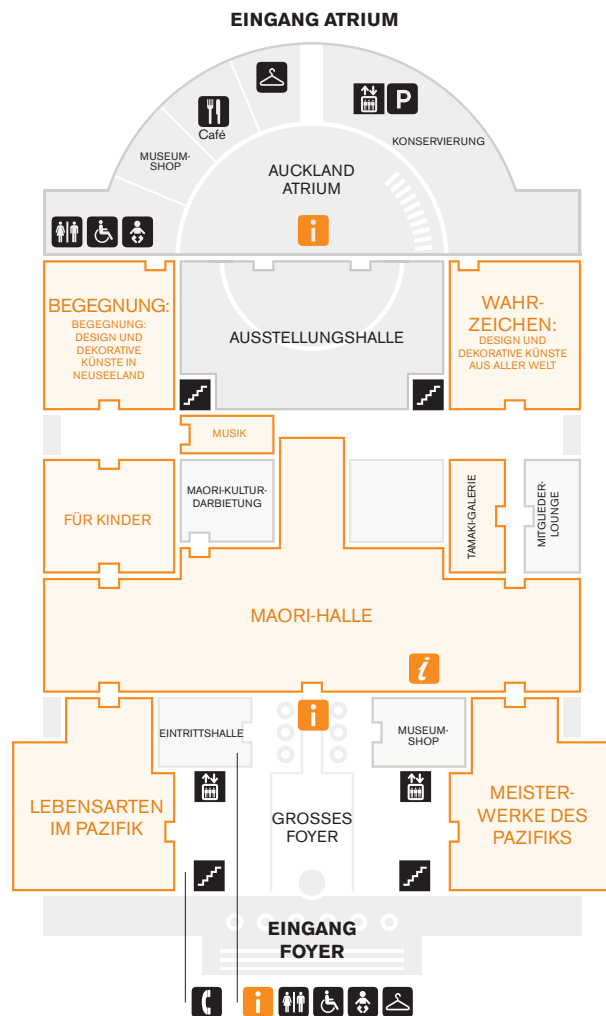 EINGANG ATRIUM
P
Café
KONSERVIERUNG
MUSEUM-
SHOP
AUCKLAND
ATRIUM
i
BEGEGNUNG:
BEGEGNUNG:
DESIGN UND
DEKORATIVE
KÜNSTE IN
NEUSEELAND
AUSSTELLUNGSHALLE
WAHR-
ZEICHEN:
DESIGN UND
DEKORATIVE KÜNSTE
AUS ALLER WELT
MUSIK
FÜR KINDER
MAORI-KULTUR-
DARBIETUNG
TAMAKI-GALERIE
MITGLIEDER-
LOUNGE
MAORI-HALLE
i
i
EINTRITTSHALLE
MUSEUM-
SHOP
LEBENSARTEN
IM PAZIFIK
GROSSES
FOYER
MEISTER-
WERKE DES
PAZIFIKS
EINGANG
FOYER
i